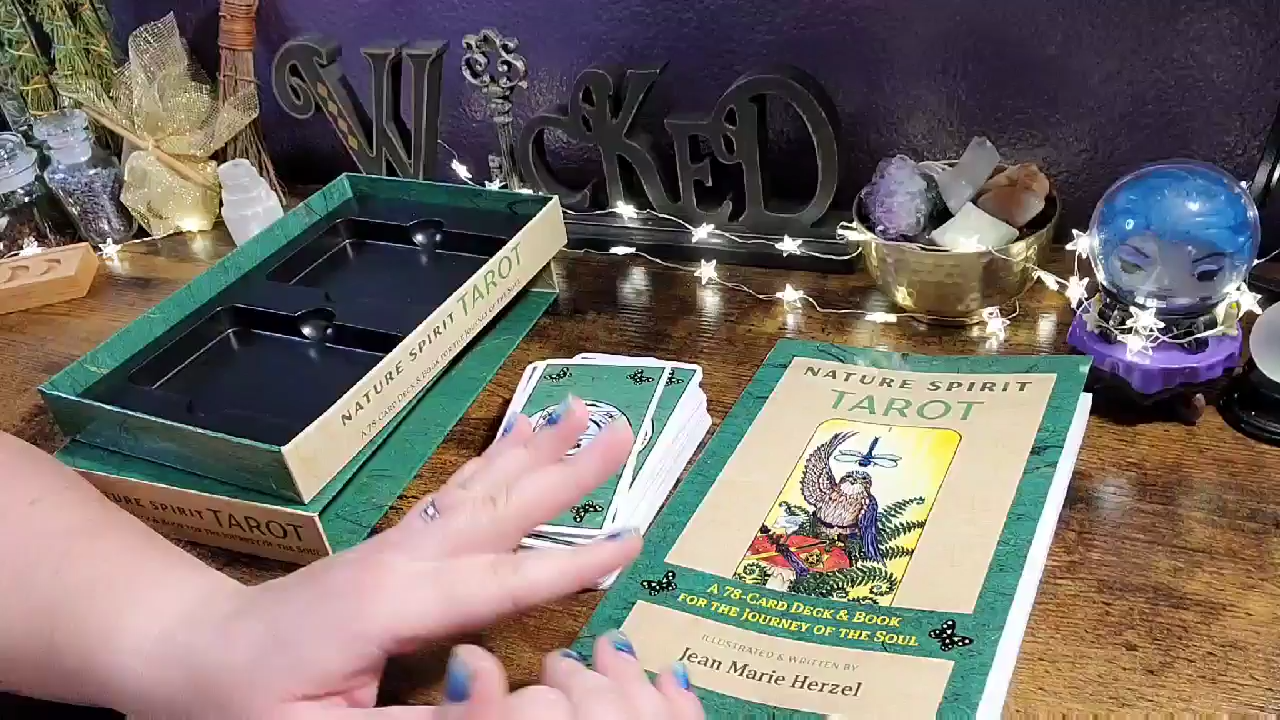 WICKED
NATURE SPIRIT TAROT
NATURE SPIRIT TAROT
A 78-CARD DECK & BOOK FOR THE JOURNEY OF THE SOUL
NATURE SPIRIT
TAROT
A 78-CARD DECK & BOOK
FOR THE JOURNEY OF THE SOUL
ILLUSTRATED & WRITTEN BY
Jean Marie Herzel